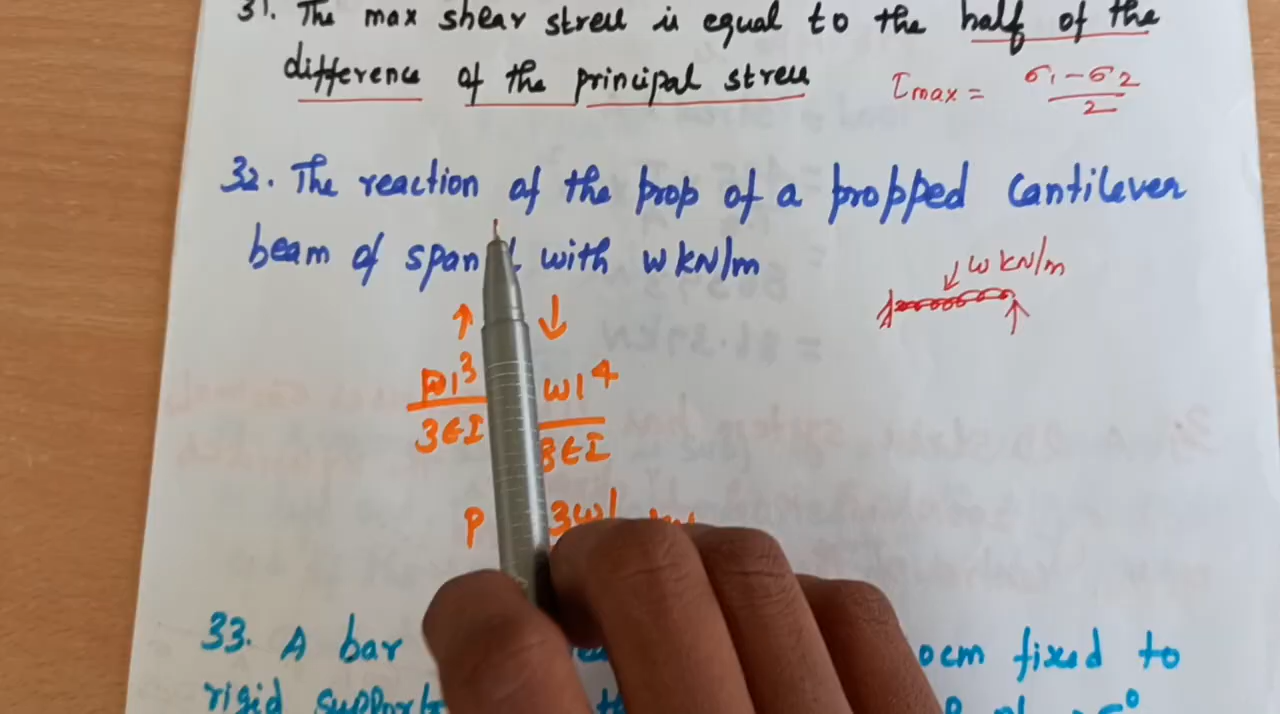 31. The max shear stress is equal to the half of the
difference of the principal stress τmax = σ1-σ2/2
32. The reaction of the prop of a propped cantilever
beam of span l with w kN/m
w kN/m
↑ ↓
Pl³/3EI wl⁴/8EI
P 3wl
33. A bar 0cm fixed to
rigid